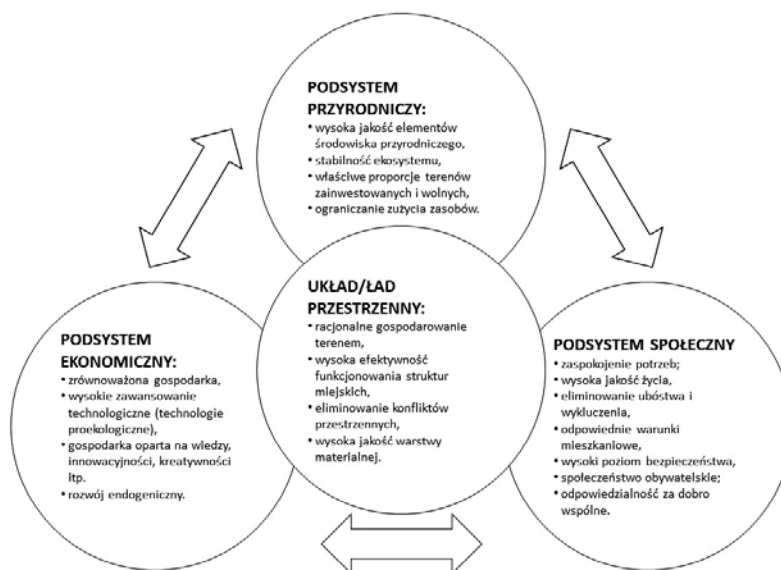 PODSYSTEM
PRZYRODNICZY:
• wysoka jakość elementów
środowiska przyrodniczego,
• stabilność ekosystemu,
• właściwe proporcje terenów
zainwestowanych i wolnych,
• ograniczanie zużycia zasobów.
UKŁAD/ŁAD
PRZESTRZENNY:
• racjonalne gospodarowanie
terenem,
• wysoka efektywność
funkcjonowania struktur
miejskich,
• eliminowanie konfliktów
przestrzennych,
• wysoka jakość warstwy
materialnej.
PODSYSTEM
EKONOMICZNY:
• zrównoważona gospodarka,
• wysokie zawansowanie
technologiczne (technologie
proekologiczne),
• gospodarka oparta na wiedzy,
innowacyjności, kreatywności
itp.
• rozwój endogeniczny.
PODSYSTEM SPOŁECZNY
• zaspokojenie potrzeb;
• wysoka jakość życia,
• eliminowanie ubóstwa i
wykluczenia,
• odpowiednie warunki
mieszkaniowe,
• wysoki poziom bezpieczeństwa,
• społeczeństwo obywatelskie;
• odpowiedzialność za dobro
wspólne.